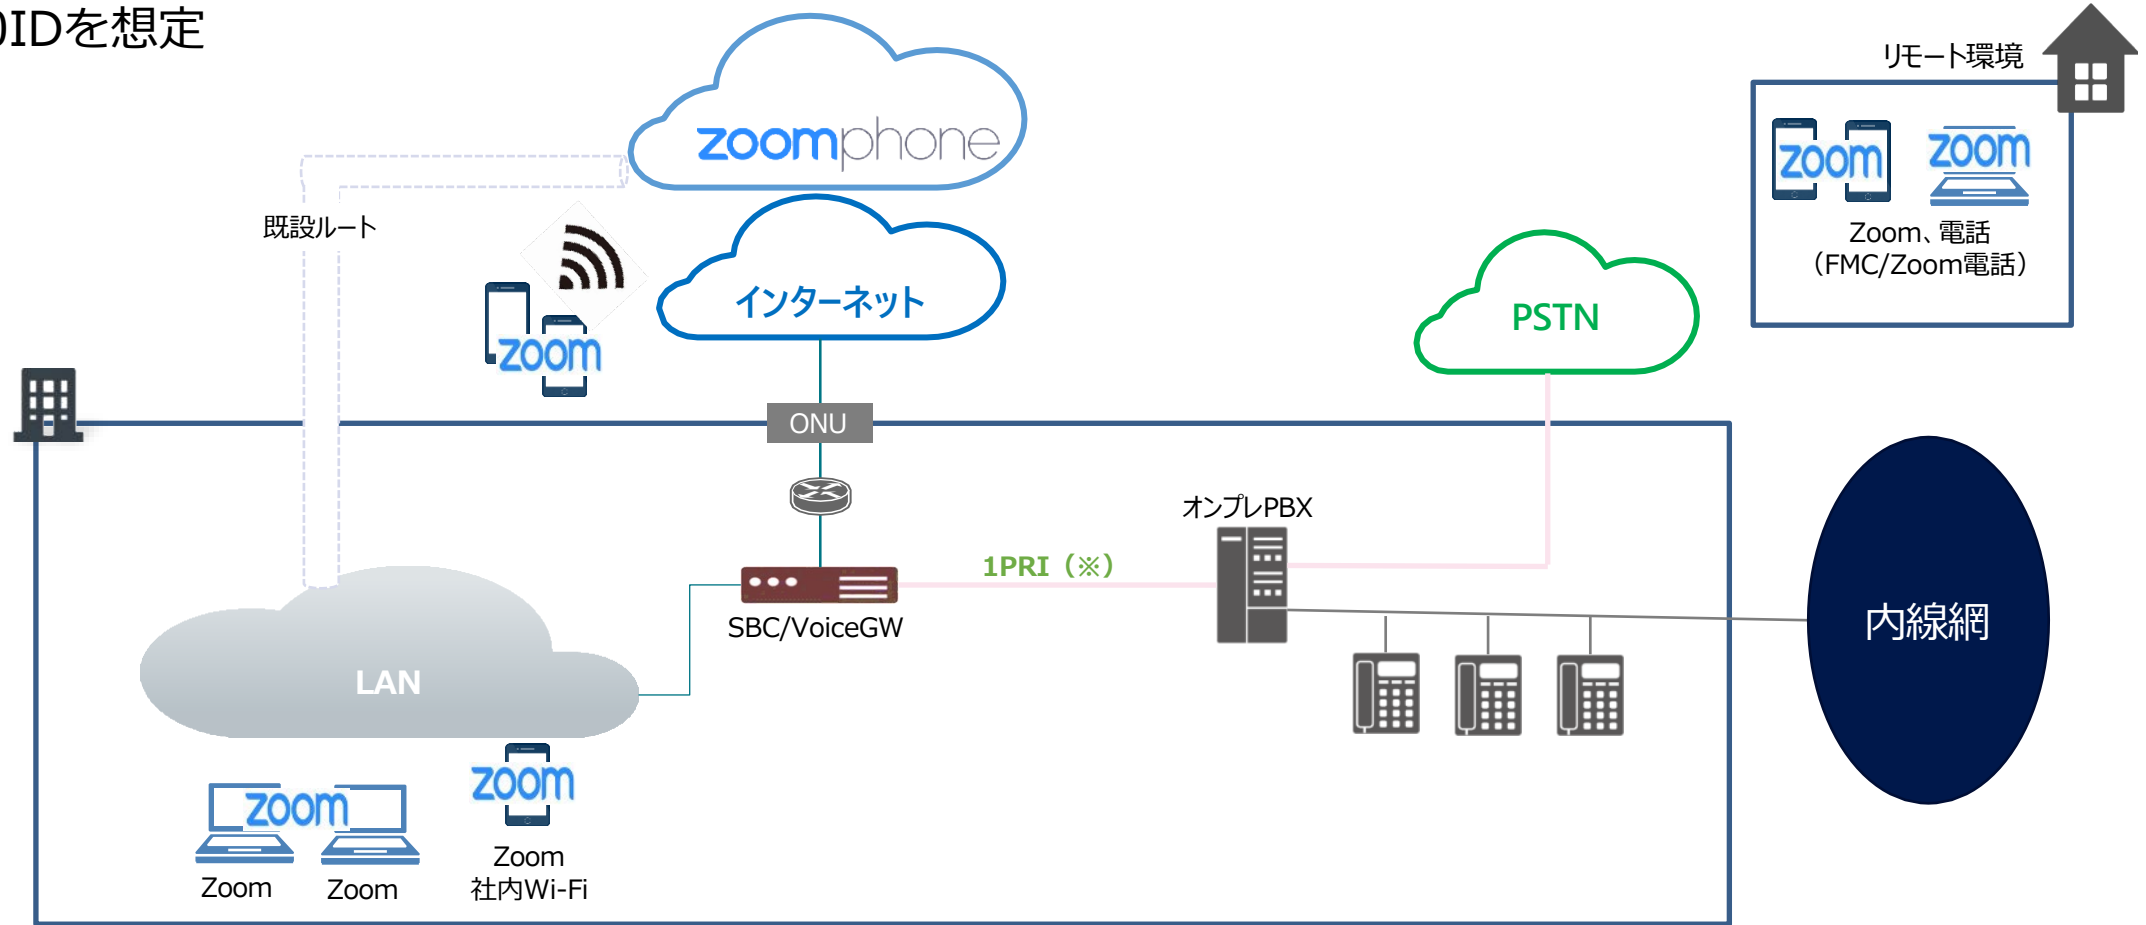 0IDを想定
zoomphone
リモート環境
zoom
zoom
Zoom、電話
（FMC/Zoom電話）
既設ルート
インターネット
PSTN
zoom
ONU
オンプレPBX
1PRI（※）
SBC/VoiceGW
内線網
LAN
zoom
zoom
Zoom
Zoom
Zoom
社内Wi-Fi